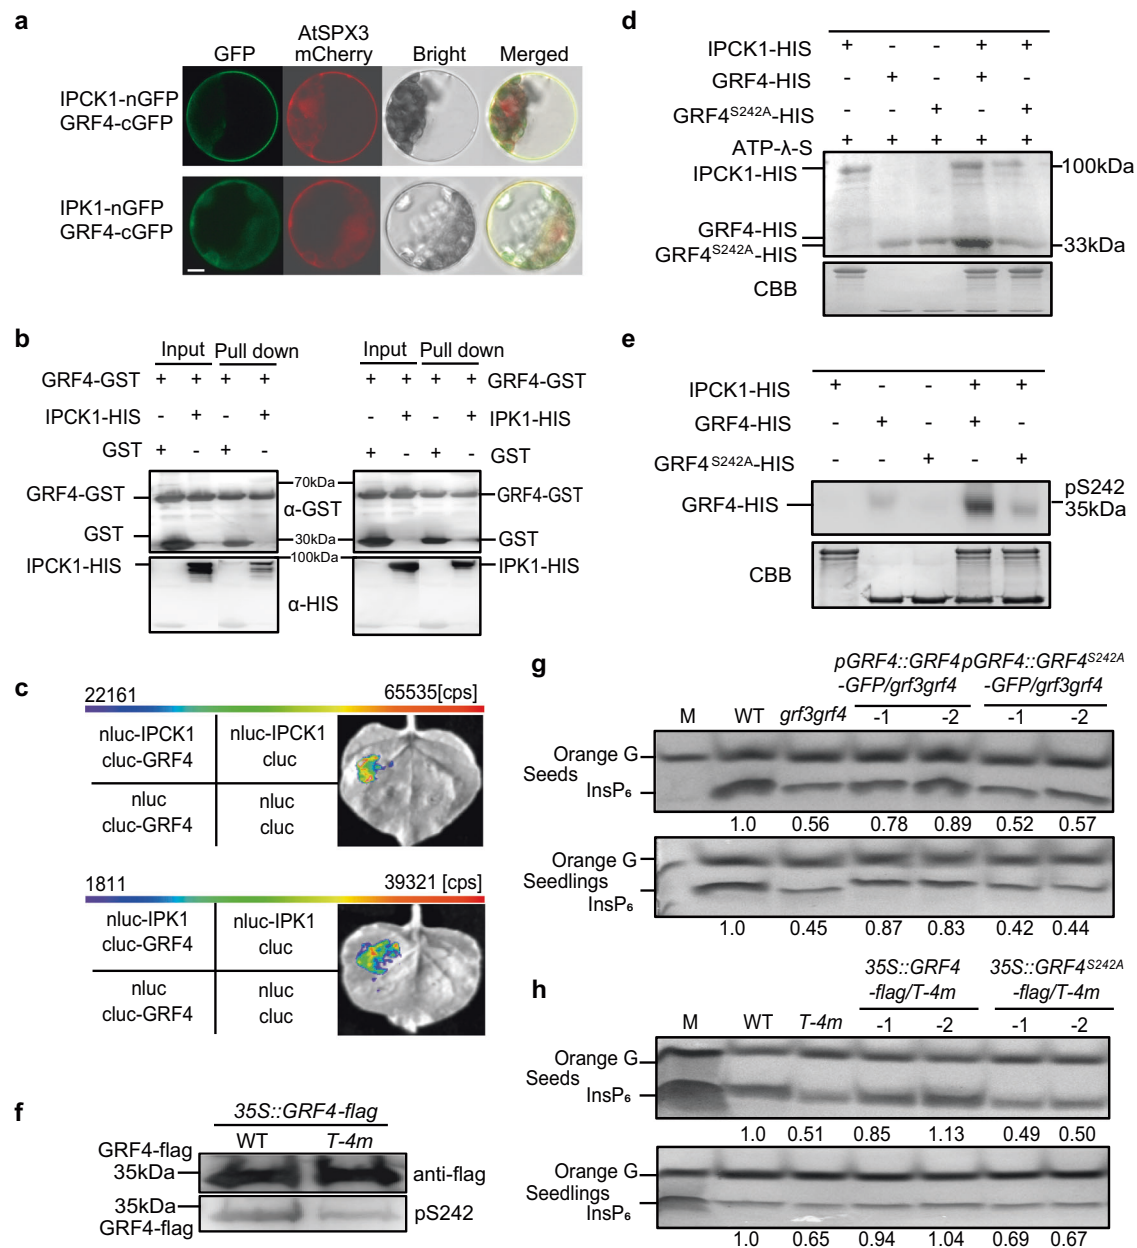 a
GFP
AtSPX3
mCherry
Bright
Merged
IPCK1-nGFP
GRF4-cGFP
IPK1-nGFP
GRF4-cGFP
b
Input Pull down
GRF4-GST + + + +
IPCK1-HIS - + - +
GST + - + -
GRF4-GST
GST
IPCK1-HIS
70kDa
α-GST
30kDa
100kDa
α-HIS
Input Pull down
+ + + + GRF4-GST
- + - + IPK1-HIS
+ - + - GST
GRF4-GST
GST
IPK1-HIS
c
22161 65535[cps]
nluc-IPCK1 nluc-IPCK1
cluc-GRF4 cluc
nluc nluc
cluc-GRF4 cluc
1811 39321 [cps]
nluc-IPK1 nluc-IPK1
cluc-GRF4 cluc
nluc nluc
cluc-GRF4 cluc
d
IPCK1-HIS + - - + +
GRF4-HIS - + - + -
GRF4S242A-HIS - - + - +
ATP-λ-S + + + + +
IPCK1-HIS 100kDa
GRF4-HIS
GRF4S242A-HIS 33kDa
CBB
e
IPCK1-HIS + - - + +
GRF4-HIS - + - + -
GRF4S242A-HIS - - + - +
GRF4-HIS
pS242
35kDa
CBB
f
35S::GRF4-flag
WT T-4m
GRF4-flag
35kDa anti-flag
35kDa
GRF4-flag pS242
g
pGRF4::GRF4 pGRF4::GRF4S242A
-GFP/grf3grf4 -GFP/grf3grf4
M WT grf3grf4 -1 -2 -1 -2
Orange G
Seeds
InsP₆
1.0 0.56 0.78 0.89 0.52 0.57
Orange G
Seedlings
InsP₆
1.0 0.45 0.87 0.83 0.42 0.44
h
35S::GRF4 35S::GRF4S242A
-flag/T-4m -flag/T-4m
M WT T-4m -1 -2 -1 -2
Orange G
Seeds
InsP₆
1.0 0.51 0.85 1.13 0.49 0.50
Orange G
Seedlings
InsP₆
1.0 0.65 0.94 1.04 0.69 0.67